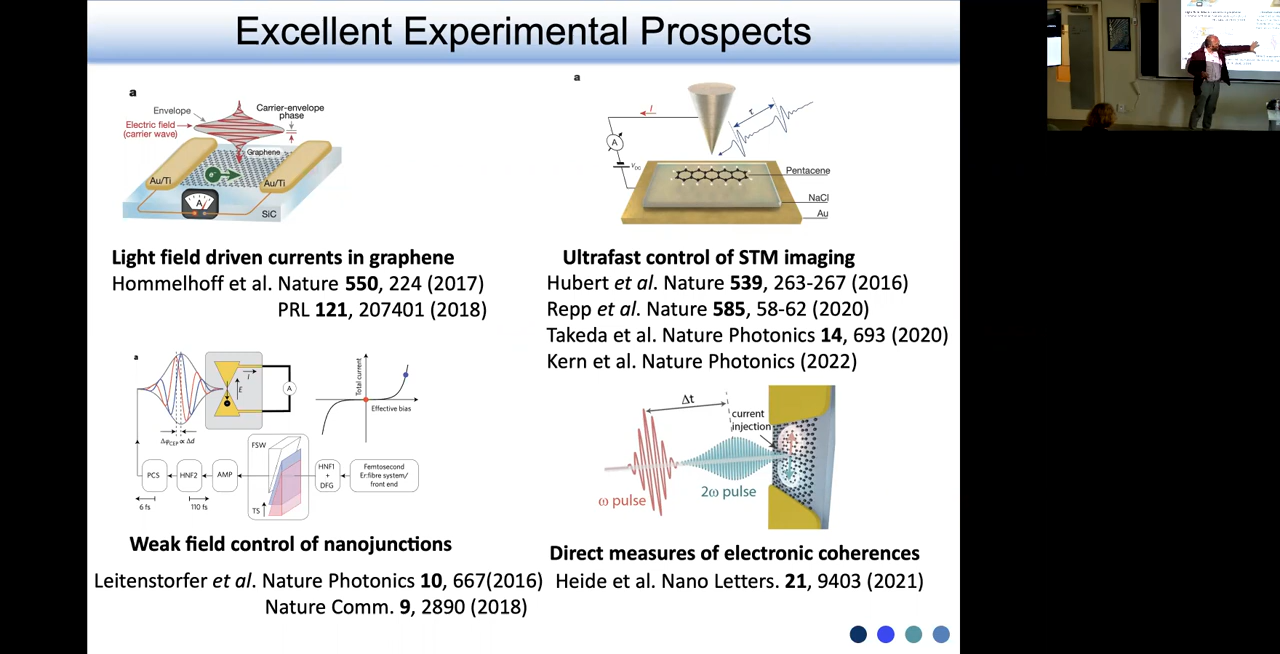 Excellent Experimental Prospects
a
Envelope
Electric field
(carrier wave)
Carrier-envelope
phase
Graphene
e-
Au/Ti
Au/Ti
A
SiC
Light field driven currents in graphene
Hommelhoff et al. Nature 550, 224 (2017)
PRL 121, 207401 (2018)
a
I
τ
A
VDC
Pentacene
NaCl
Au
Ultrafast control of STM imaging
Hubert et al. Nature 539, 263-267 (2016)
Repp et al. Nature 585, 58-62 (2020)
Takeda et al. Nature Photonics 14, 693 (2020)
Kern et al. Nature Photonics (2022)
a
I
E
A
ΔφCEP ∝ Δd
Total current
Effective bias
FSW
TS
PCS
HNF2
AMP
HNF1
+
DFG
Femtosecond
Er:fibre system/
front end
6 fs
110 fs
Weak field control of nanojunctions
Leitenstorfer et al. Nature Photonics 10, 667(2016)
Nature Comm. 9, 2890 (2018)
Δt
current
injection
ω pulse
2ω pulse
Direct measures of electronic coherences
Heide et al. Nano Letters. 21, 9403 (2021)